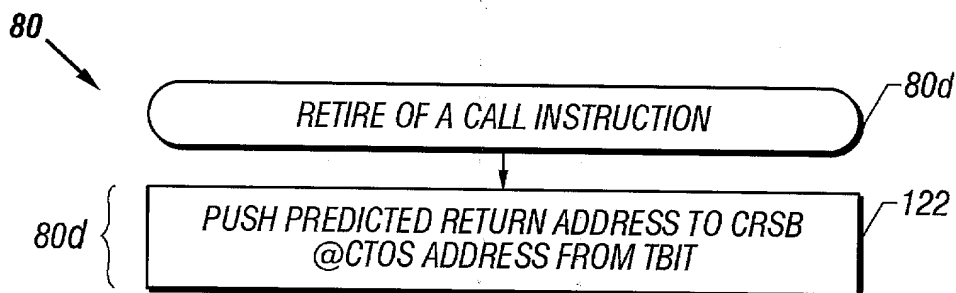 80
80d
RETIRE OF A CALL INSTRUCTION
80d
PUSH PREDICTED RETURN ADDRESS TO CRSB
@CTOS ADDRESS FROM TBIT
122